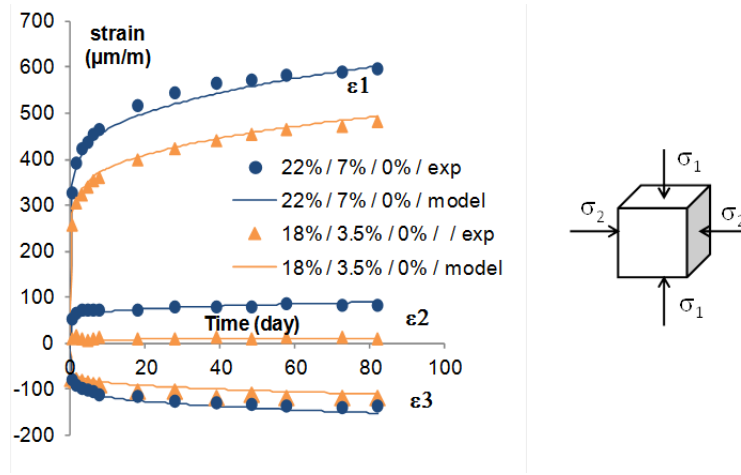 700
strain
(μm/m)
600
ε1
500
400
22% / 7% / 0% / exp
22% / 7% / 0% / model
18% / 3.5% / 0% / / exp
18% / 3.5% / 0% / model
300
200
100
Time (day)
ε2
0
0 20 40 60 80 100
-100
ε3
-200
σ1
σ2
σ2
σ1